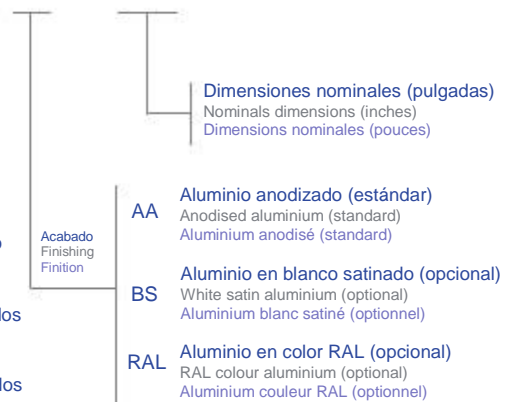 Dimensiones nominales (pulgadas)
Nominals dimensions (inches)
Dimensions nominales (pouces)
Acabado
Finishing
Finition
AA
Aluminio anodizado (estándar)
Anodised aluminium (standard)
Aluminium anodisé (standard)
BS
Aluminio en blanco satinado (opcional)
White satin aluminium (optional)
Aluminium blanc satiné (optionnel)
RAL
Aluminio en color RAL (opcional)
RAL colour aluminium (optional)
Aluminium couleur RAL (optionnel)